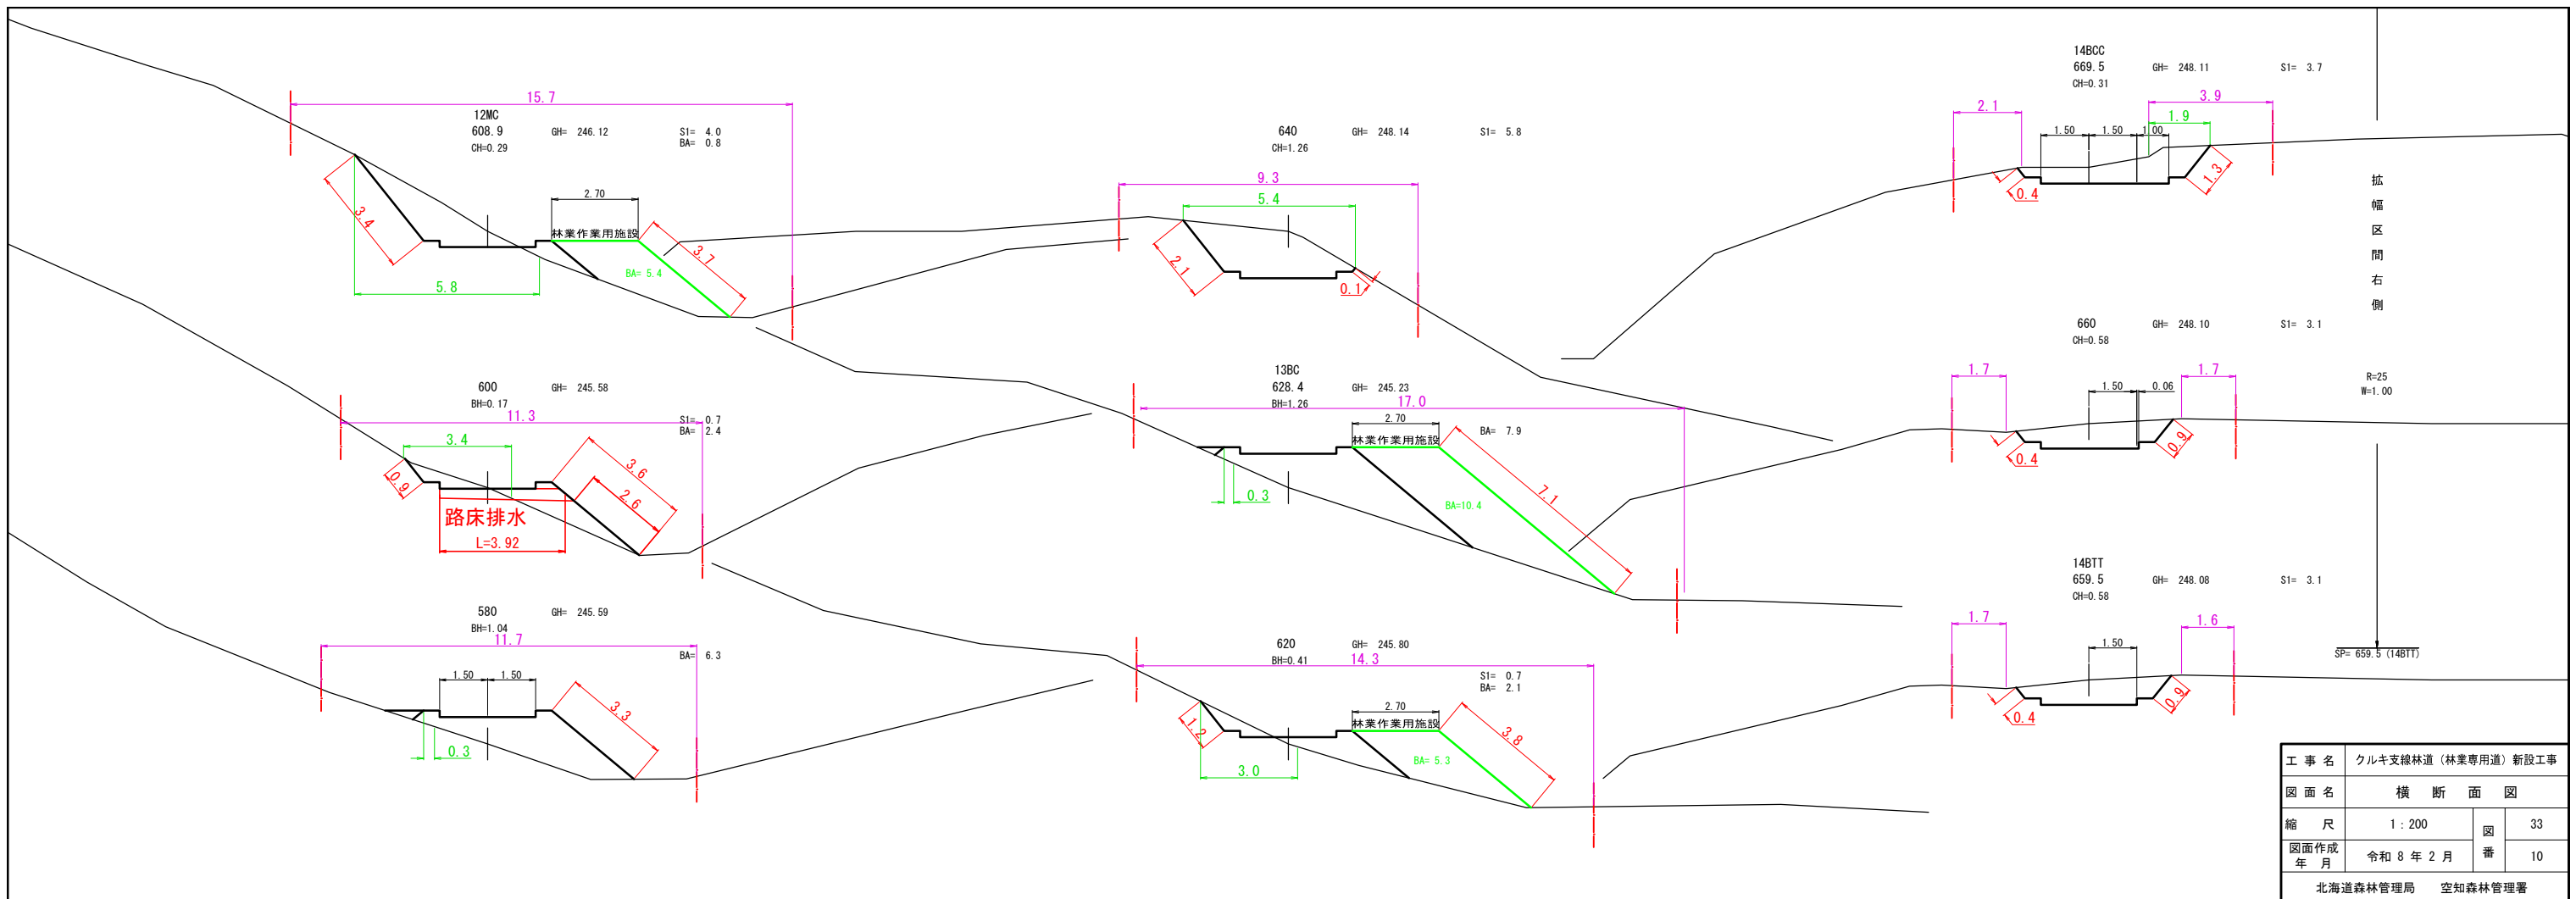 15.7
12MC
608.9 GH= 246.12 S1= 4.0
CH=0.29 BA= 0.8
2.70
林業作業用施設
3.4
3.7
BA= 5.4
5.8
600 GH= 245.58
BH=0.17
11.3
S1= 0.7
BA= 2.4
3.4
3.6
0.9
2.6
路床排水
L=3.92
580 GH= 245.59
BH=1.04
11.7
BA= 6.3
1.50 1.50
3.3
0.3
640 GH= 248.14 S1= 5.8
CH=1.26
9.3
5.4
2.1
0.1
13BC
628.4 GH= 245.23
BH=1.26
17.0
2.70
林業作業用施設
BA= 7.9
7.1
0.3
BA=10.4
620 GH= 245.80
BH=0.41
14.3
S1= 0.7
BA= 2.1
2.70
林業作業用施設
1.2
3.8
BA= 5.3
3.0
14BCC
669.5 GH= 248.11 S1= 3.7
CH=0.31
2.1
3.9
1.9
1.50 1.50 1.00
0.4
1.3
660 GH= 248.10 S1= 3.1
CH=0.58
1.7
1.7
1.50 0.06
0.4
0.9
14BTT
659.5 GH= 248.08 S1= 3.1
CH=0.58
1.7
1.6
1.50
0.4
0.9
拡幅区間右側
R=25
W=1.00
SP= 659.5 (14BTT)
工事名 クルキ支線林道（林業専用道）新設工事
図面名 横断面図
縮尺 1：200 図番 33
図面作成年月 令和 8 年 2 月 10
北海道森林管理局 空知森林管理署